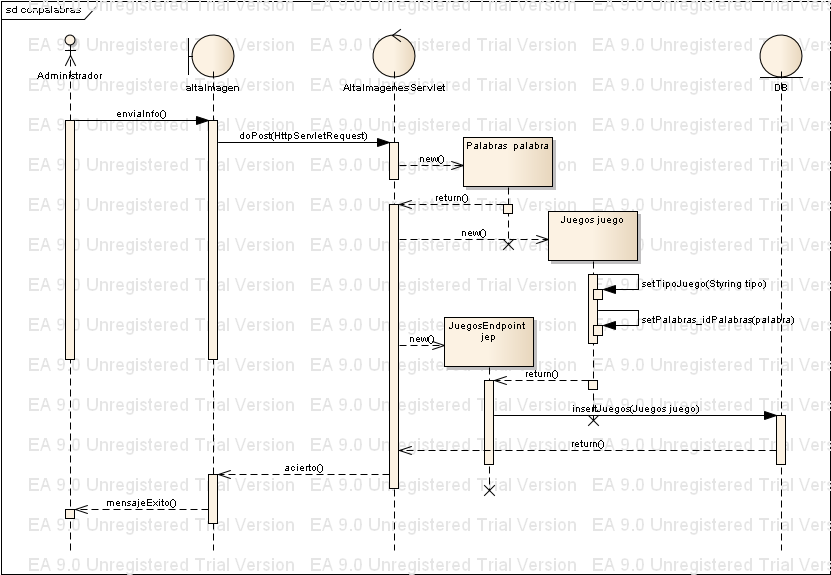 sd conpalabras
Administrador
altaImagen
AltaImagenesServlet
DB
enviaInfo()
doPost(HttpServletRequest)
Palabras palabra
new()
return()
Juegos juego
new()
setTipoJuego(Styring tipo)
setPalabras_idPalabras(palabra)
JuegosEndpoint
jep
new()
return()
insertJuegos(Juegos juego)
return()
acierto()
mensajeExito()
EA 9.0 Unregistered Trial Version